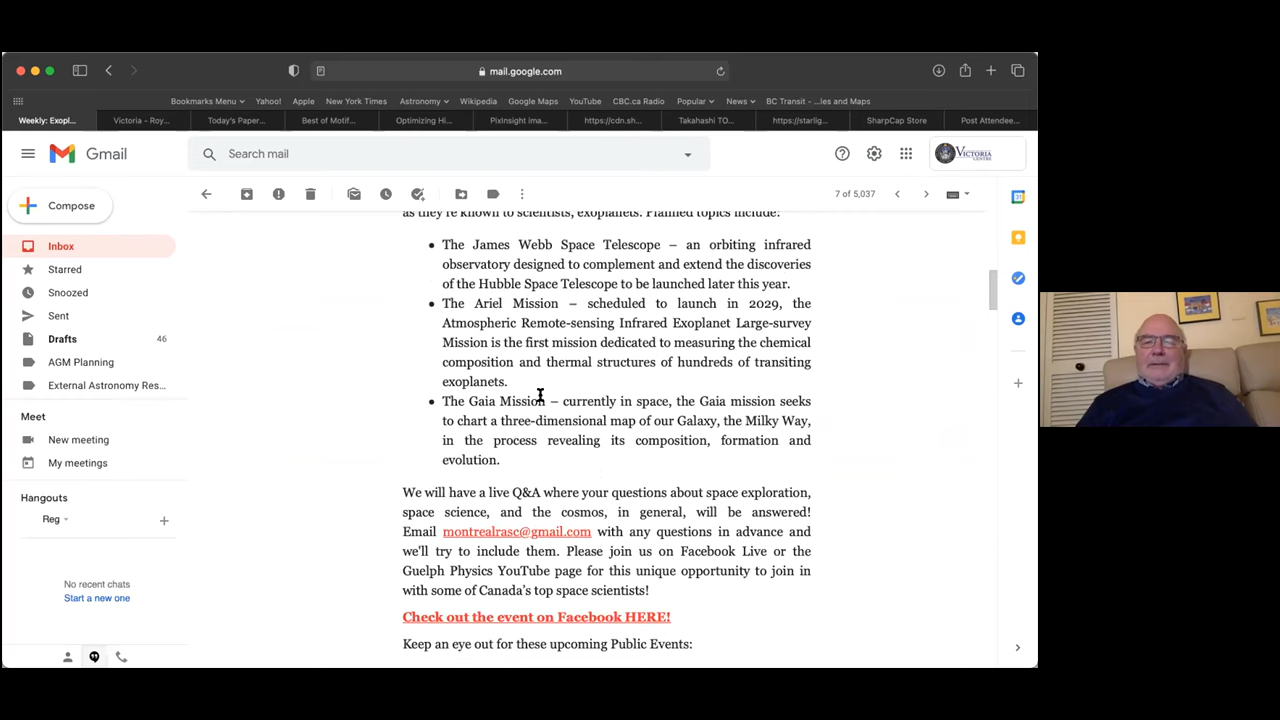 mail.google.com
Bookmarks Menu
Yahoo!
Apple
New York Times
Astronomy
Wikipedia
Google Maps
YouTube
CBC.ca Radio
Popular
News
BC Transit - ...les and Maps
Weekly: Exopl...
Victoria - Roy...
Today's Paper...
Best of Motif...
Optimizing Hi...
PixInsight ima...
https://cdn.sh...
Takahashi TO...
https://starlig...
SharpCap Store
Post Attendee...
Gmail
Search mail
VICTORIA
CENTRE
Compose
7 of 5,037
Inbox
Starred
Snoozed
Sent
Drafts 46
AGM Planning
External Astronomy Res...
Meet
New meeting
My meetings
Hangouts
Reg
No recent chats
Start a new one
as they're known to scientists, exoplanets. Planned topics include:
• The James Webb Space Telescope – an orbiting infrared
observatory designed to complement and extend the discoveries
of the Hubble Space Telescope to be launched later this year.
• The Ariel Mission – scheduled to launch in 2029, the
Atmospheric Remote-sensing Infrared Exoplanet Large-survey
Mission is the first mission dedicated to measuring the chemical
composition and thermal structures of hundreds of transiting
exoplanets.
• The Gaia Mission – currently in space, the Gaia mission seeks
to chart a three-dimensional map of our Galaxy, the Milky Way,
in the process revealing its composition, formation and
evolution.
We will have a live Q&A where your questions about space exploration,
space science, and the cosmos, in general, will be answered!
Email montrealrasc@gmail.com with any questions in advance and
we'll try to include them. Please join us on Facebook Live or the
Guelph Physics YouTube page for this unique opportunity to join in
with some of Canada's top space scientists!
Check out the event on Facebook HERE!
Keep an eye out for these upcoming Public Events: